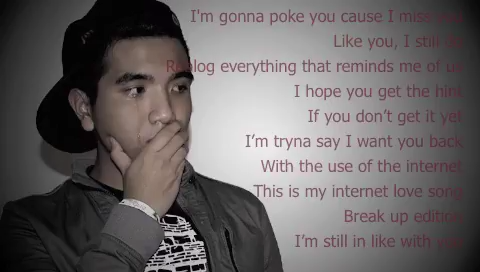 I'm gonna poke you cause I miss you
Like you, I still do
Reblog everything that reminds me of us
I hope you get the hint
If you don't get it yet
I'm tryna say I want you back
With the use of the internet
This is my internet love song
Break up edition
I'm still in like with you